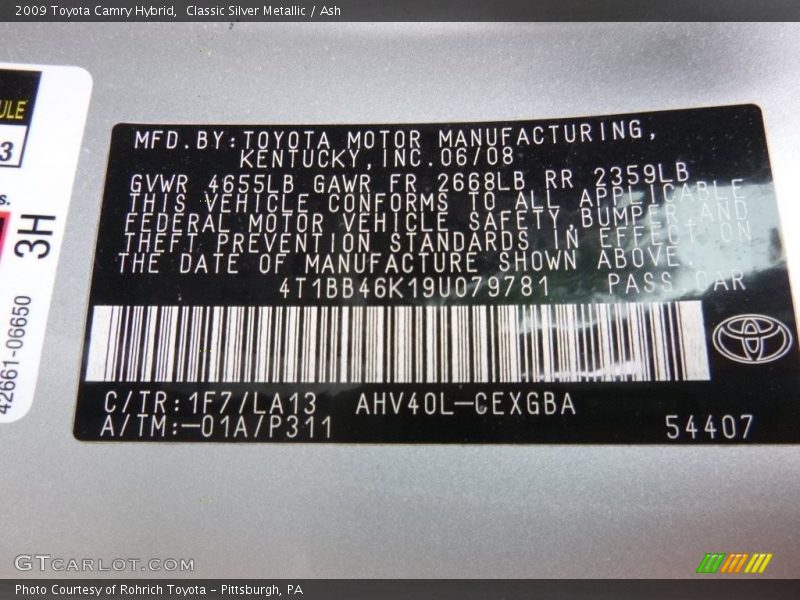 2009 Toyota Camry Hybrid,  Classic Silver Metallic / Ash
ULE
3
s.
3H
42661-06650
MFD.BY:TOYOTA MOTOR MANUFACTURING,
KENTUCKY,INC.06/08
GVWR 4655LB GAWR FR 2668LB RR 2359LB
THIS VEHICLE CONFORMS TO ALL APPLICABLE
FEDERAL MOTOR VEHICLE SAFETY,BUMPER AND
THEFT PREVENTION STANDARDS IN EFFECT ON
THE DATE OF MANUFACTURE SHOWN ABOVE.
4T1BB46K19U079781 PASS CAR
C/TR:1F7/LA13 AHV40L-CEXGBA
A/TM:-01A/P311 54407
GTCARLOT.COM
Photo Courtesy of Rohrich Toyota - Pittsburgh, PA